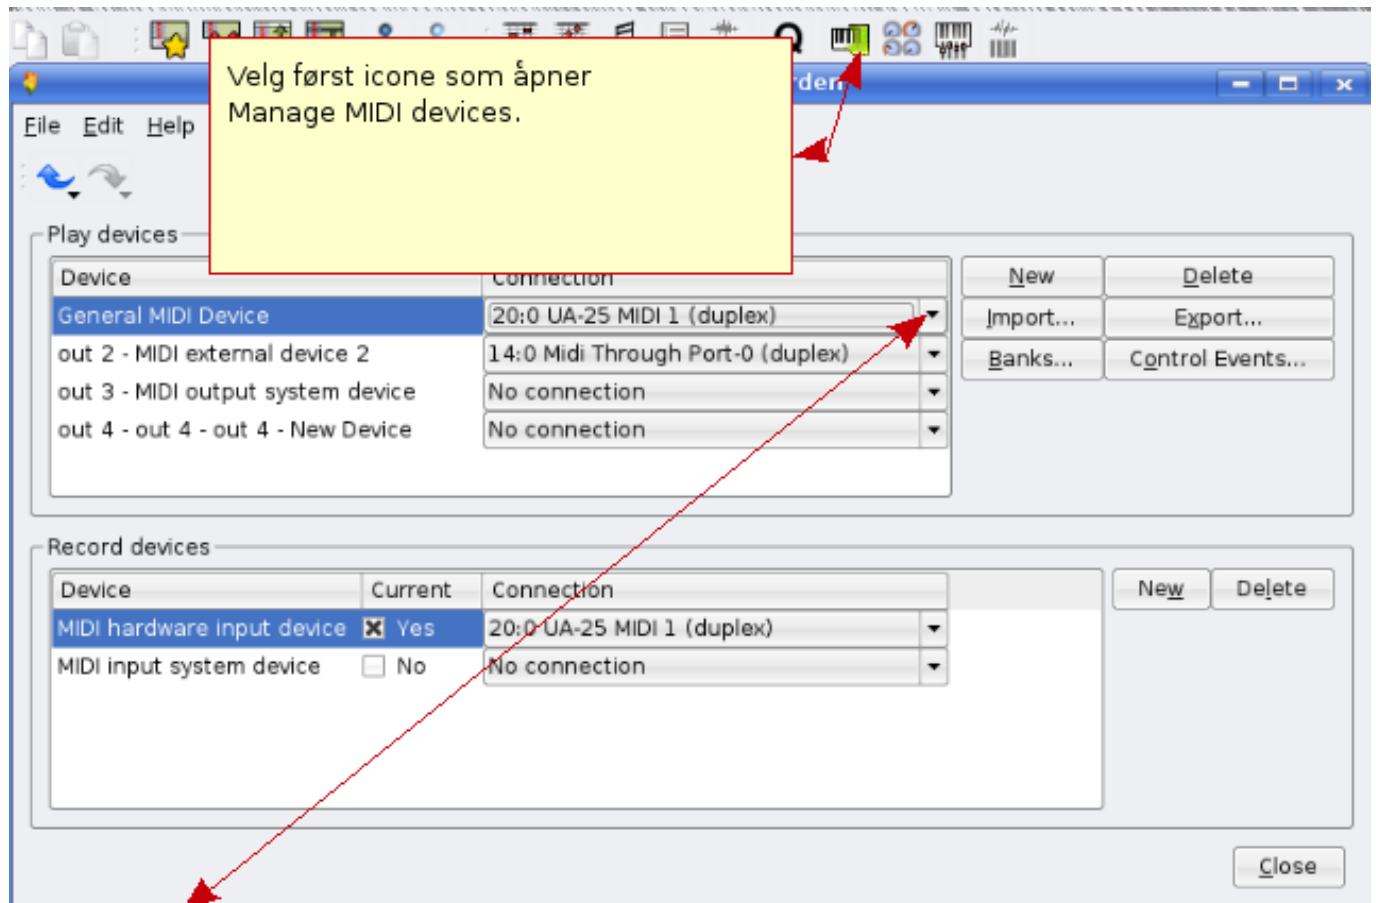 Velg først icone som åpner
Manage MIDI devices.
den
File Edit Help
Play devices
Device Connection
General MIDI Device 20:0 UA-25 MIDI 1 (duplex)
out 2 - MIDI external device 2 14:0 Midi Through Port-0 (duplex)
out 3 - MIDI output system device No connection
out 4 - out 4 - out 4 - New Device No connection
New Delete
Import... Export...
Banks... Control Events...
Record devices
Device Current Connection
MIDI hardware input device Yes 20:0 UA-25 MIDI 1 (duplex)
MIDI input system device No No connection
New Delete
Close